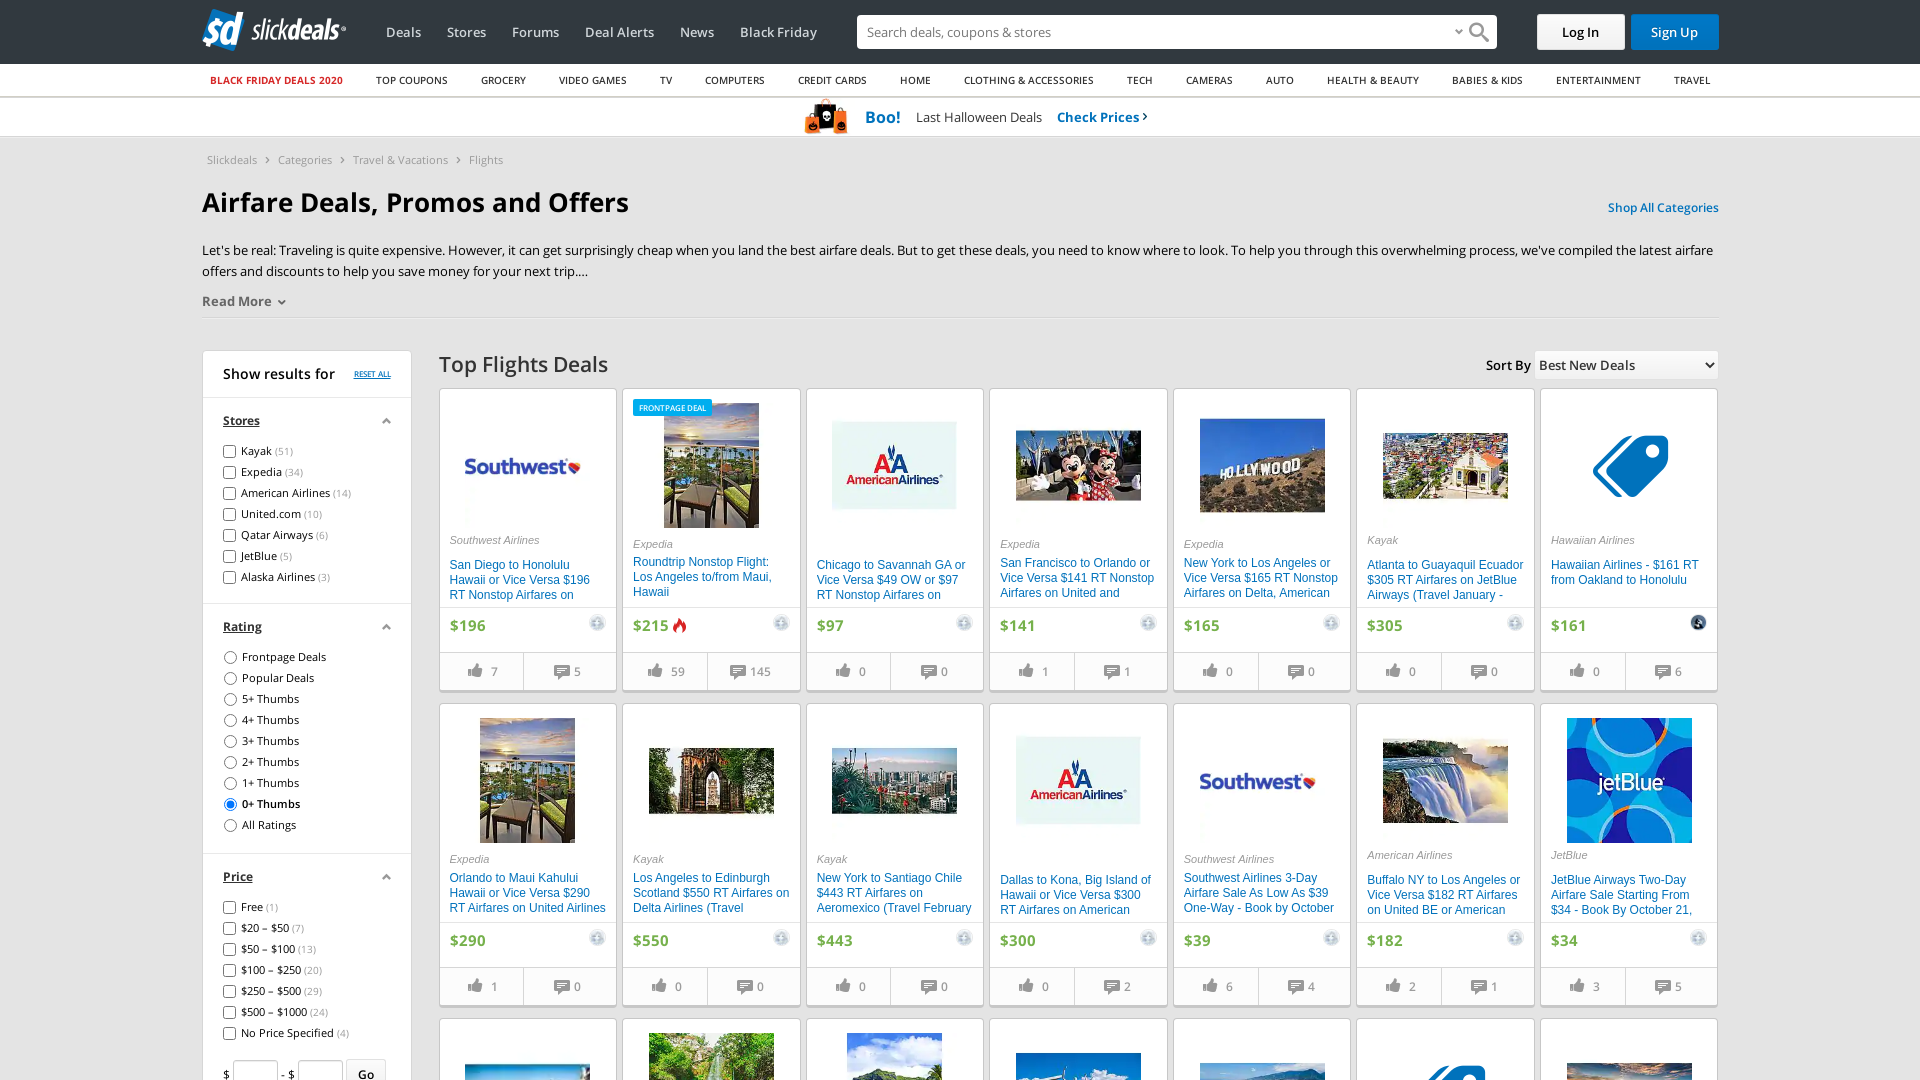 slickdeals
Deals
Stores
Forums
Deal Alerts
News
Black Friday
Search deals, coupons & stores
Log In
Sign Up
BLACK FRIDAY DEALS 2020
TOP COUPONS
GROCERY
VIDEO GAMES
TV
COMPUTERS
CREDIT CARDS
HOME
CLOTHING & ACCESSORIES
TECH
CAMERAS
AUTO
HEALTH & BEAUTY
BABIES & KIDS
ENTERTAINMENT
TRAVEL
Boo! Last Halloween Deals Check Prices
Slickdeals > Categories > Travel & Vacations > Flights
Airfare Deals, Promos and Offers
Shop All Categories
Let's be real: Traveling is quite expensive. However, it can get surprisingly cheap when you land the best airfare deals. But to get these deals, you need to know where to look. To help you through this overwhelming process, we've compiled the latest airfare
offers and discounts to help you save money for your next trip....
Read More
Show results for
RESET ALL
Stores
Kayak (51)
Expedia (34)
American Airlines (14)
United.com (10)
Qatar Airways (6)
JetBlue (5)
Alaska Airlines (3)
Rating
Frontpage Deals
Popular Deals
5+ Thumbs
4+ Thumbs
3+ Thumbs
2+ Thumbs
1+ Thumbs
0+ Thumbs
All Ratings
Price
Free (1)
$20 – $50 (7)
$50 – $100 (13)
$100 – $250 (20)
$250 – $500 (29)
$500 – $1000 (24)
No Price Specified (4)
$ - $ Go
Top Flights Deals
Sort By Best New Deals
Southwest
Southwest Airlines
San Diego to Honolulu
Hawaii or Vice Versa $196
RT Nonstop Airfares on
$196
7
5
FRONTPAGE DEAL
Expedia
Roundtrip Nonstop Flight:
Los Angeles to/from Maui,
Hawaii
$215
59
145
AA
AmericanAirlines
Chicago to Savannah GA or
Vice Versa $49 OW or $97
RT Nonstop Airfares on
$97
0
0
Expedia
San Francisco to Orlando or
Vice Versa $141 RT Nonstop
Airfares on United and
$141
1
1
HOLLYWOOD
Expedia
New York to Los Angeles or
Vice Versa $165 RT Nonstop
Airfares on Delta, American
$165
0
0
Kayak
Atlanta to Guayaquil Ecuador
$305 RT Airfares on JetBlue
Airways (Travel January -
$305
0
0
Hawaiian Airlines
Hawaiian Airlines - $161 RT
from Oakland to Honolulu
$161
0
6
Expedia
Orlando to Maui Kahului
Hawaii or Vice Versa $290
RT Airfares on United Airlines
$290
1
0
Kayak
Los Angeles to Edinburgh
Scotland $550 RT Airfares on
Delta Airlines (Travel
$550
0
0
Kayak
New York to Santiago Chile
$443 RT Airfares on
Aeromexico (Travel February
$443
0
0
AA
AmericanAirlines
Dallas to Kona, Big Island of
Hawaii or Vice Versa $300
RT Airfares on American
$300
0
2
Southwest
Southwest Airlines
Southwest Airlines 3-Day
Airfare Sale As Low As $39
One-Way - Book by October
$39
6
4
American Airlines
Buffalo NY to Los Angeles or
Vice Versa $182 RT Airfares
on United BE or American
$182
2
1
jetBlue
JetBlue
JetBlue Airways Two-Day
Airfare Sale Starting From
$34 - Book By October 21,
$34
3
5